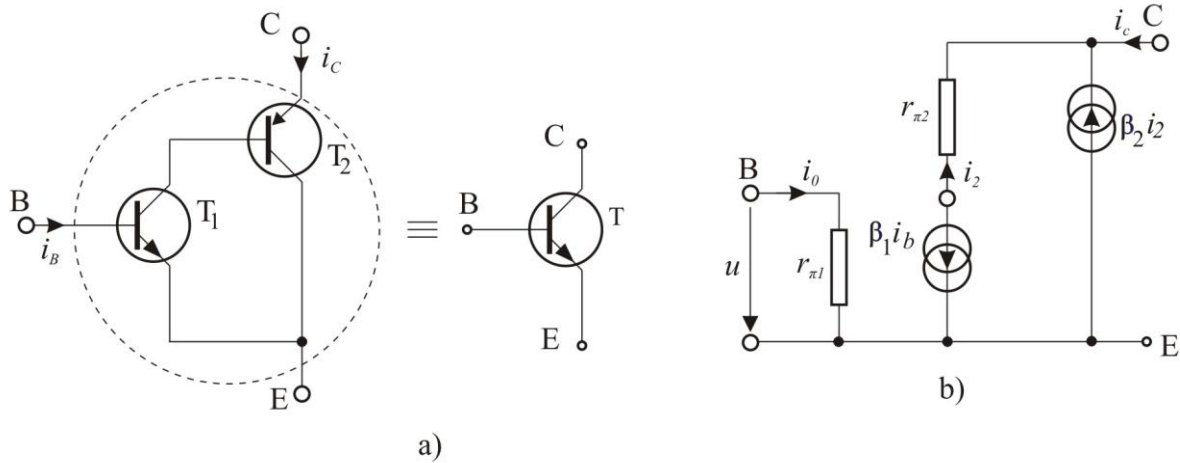 C
i_C
T_2
B
T_1
i_B
E
a)
≡
C
B
T
E
i_c C
r_π2
β_2 i_2
B i_0
i_2
u
r_π1
β_1 i_b
E
b)